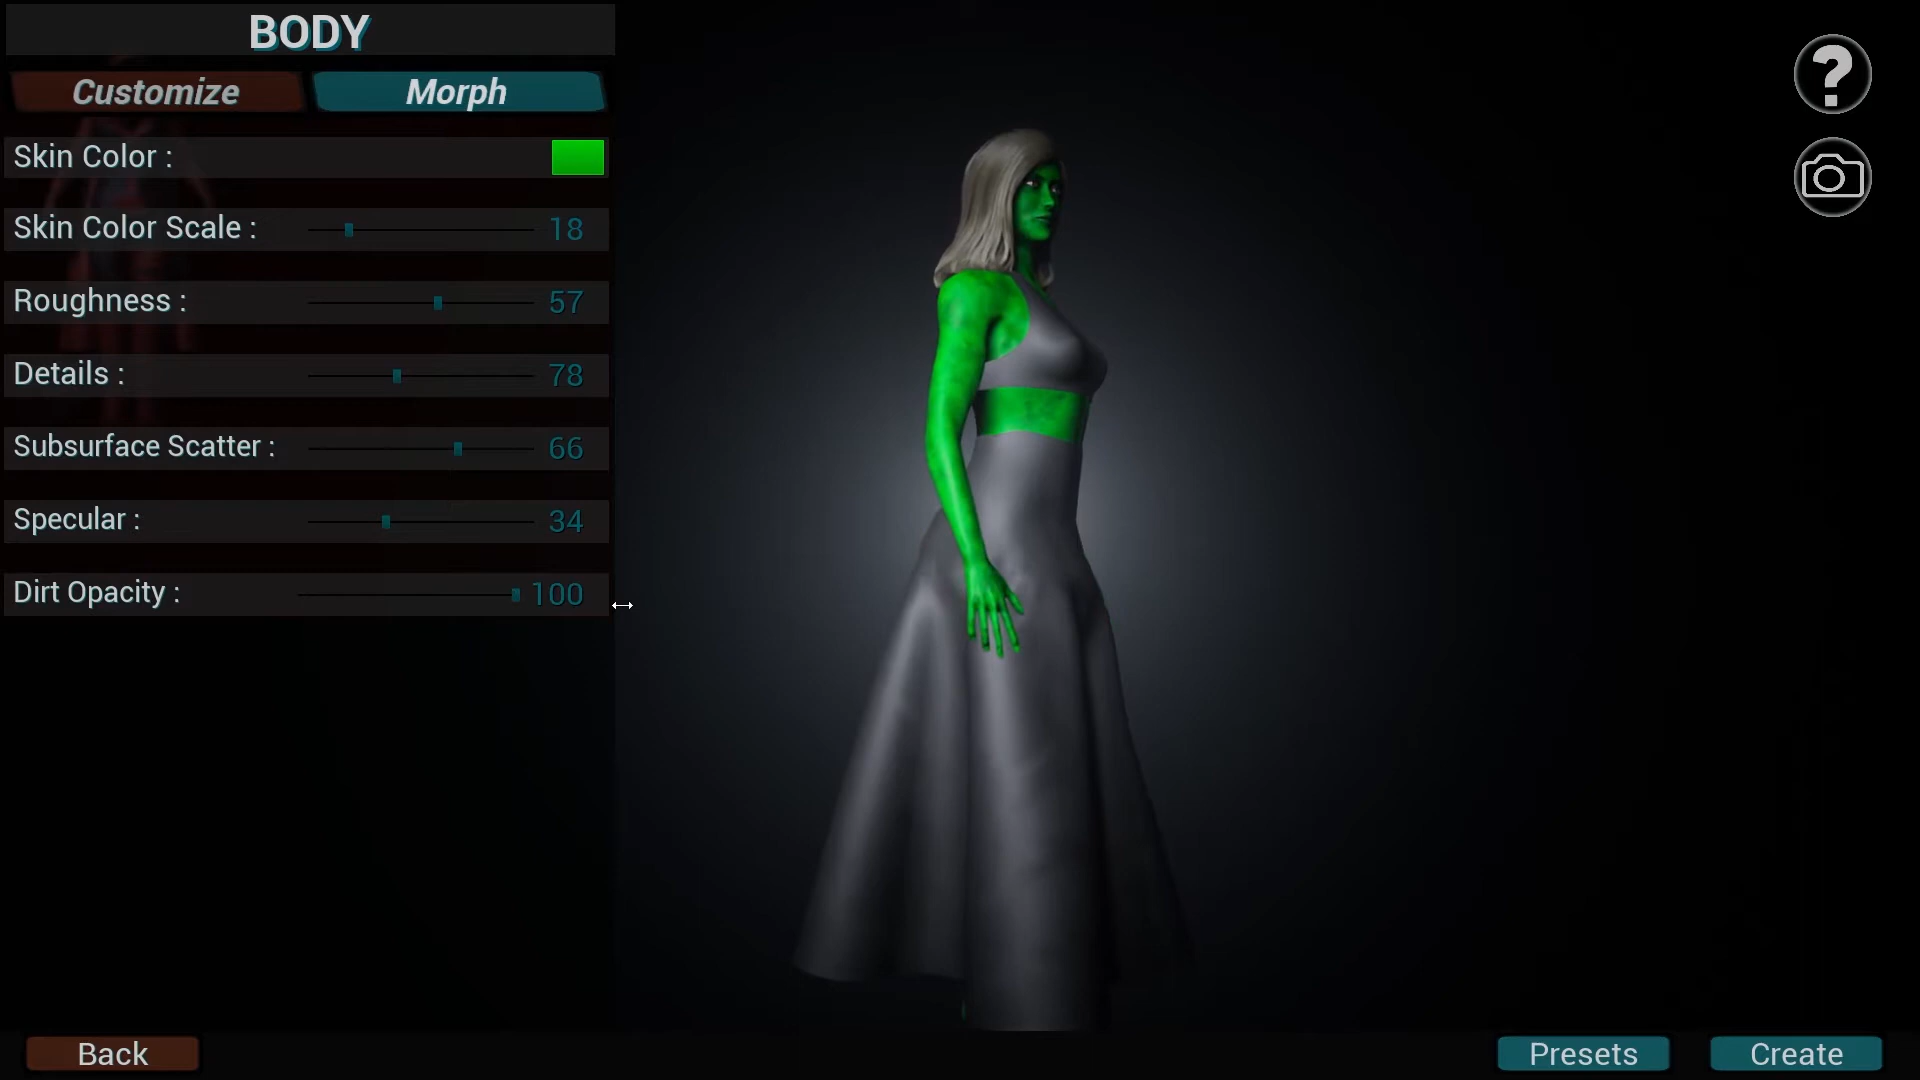 BODY
Customize Morph
Skin Color :
Skin Color Scale : 18
Roughness : 57
Details : 78
Subsurface Scatter : 66
Specular : 34
Dirt Opacity : 100
?
Back Presets Create